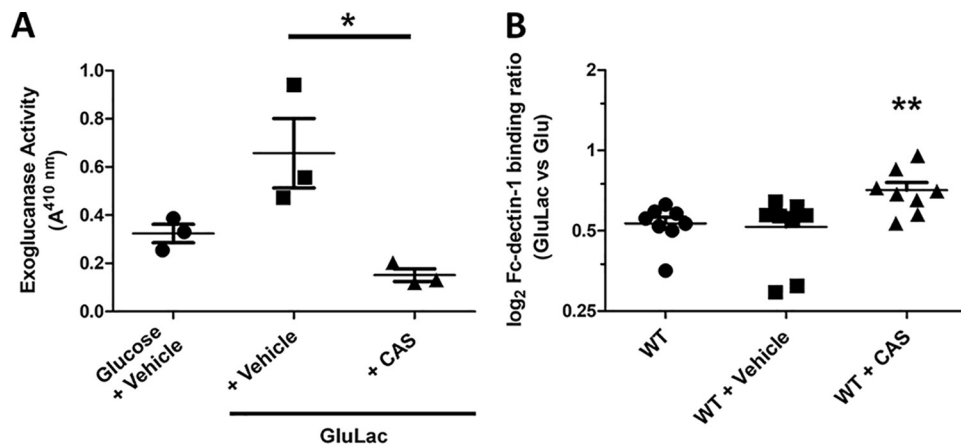 A
*
Exoglucanase Activity
(A⁴¹⁰ ⁿᵐ)
1.0
0.8
0.6
0.4
0.2
0.0
Glucose
+ Vehicle
+ Vehicle
+ CAS
GluLac
B
**
log₂ Fc-dectin-1 binding ratio
(GluLac vs Glu)
2
1
0.5
0.25
WT
WT + Vehicle
WT + CAS